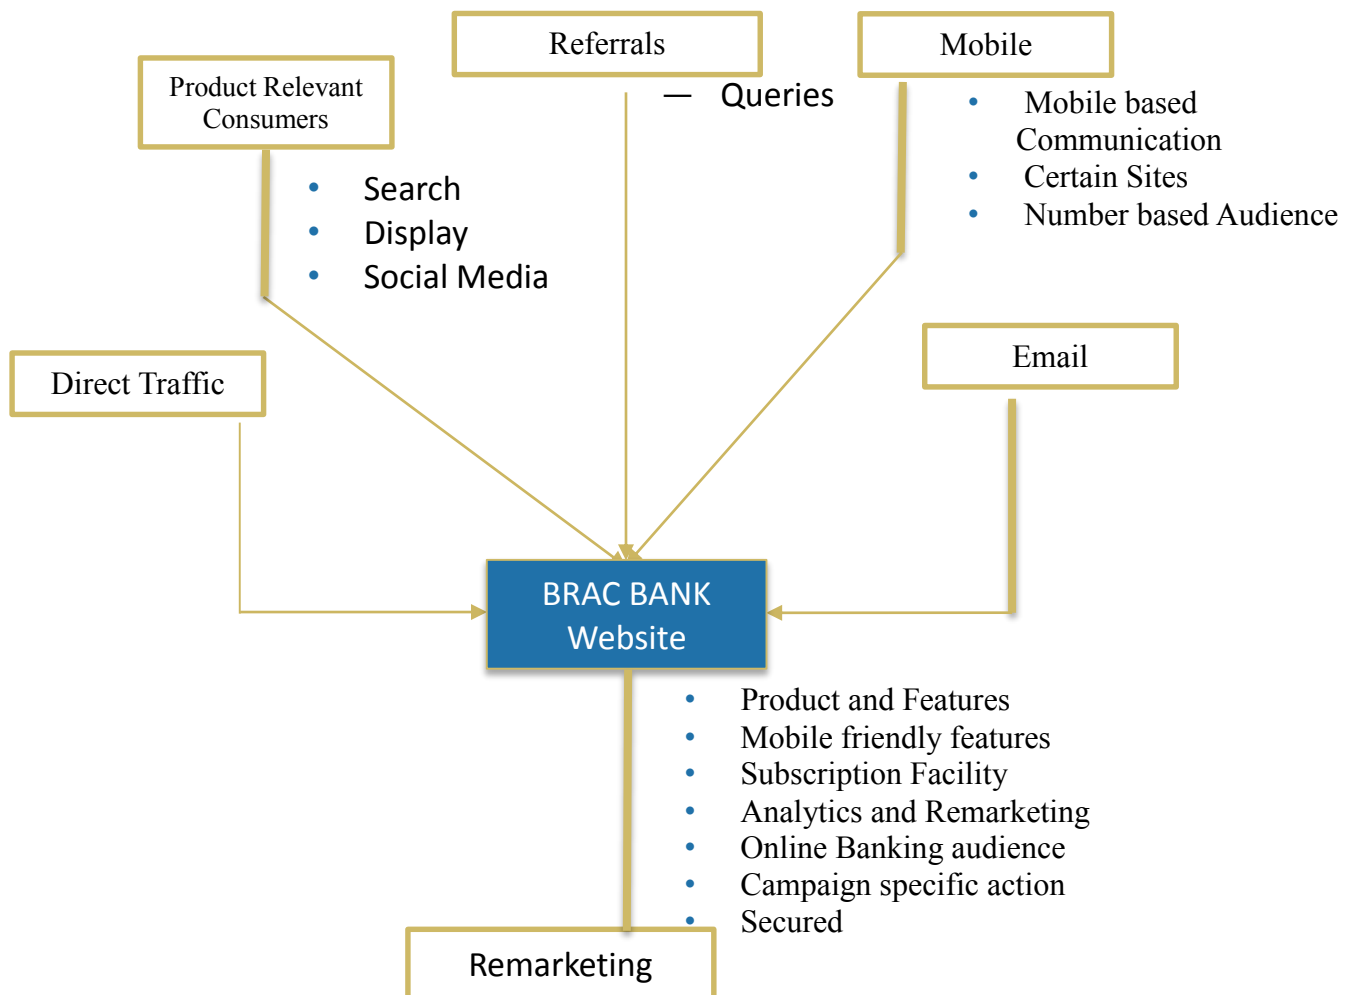 Referrals
— Queries
Mobile
• Mobile based
Communication
• Certain Sites
• Number based Audience
Product Relevant
Consumers
• Search
• Display
• Social Media
Direct Traffic
Email
BRAC BANK
Website
• Product and Features
• Mobile friendly features
• Subscription Facility
• Analytics and Remarketing
• Online Banking audience
• Campaign specific action
• Secured
Remarketing